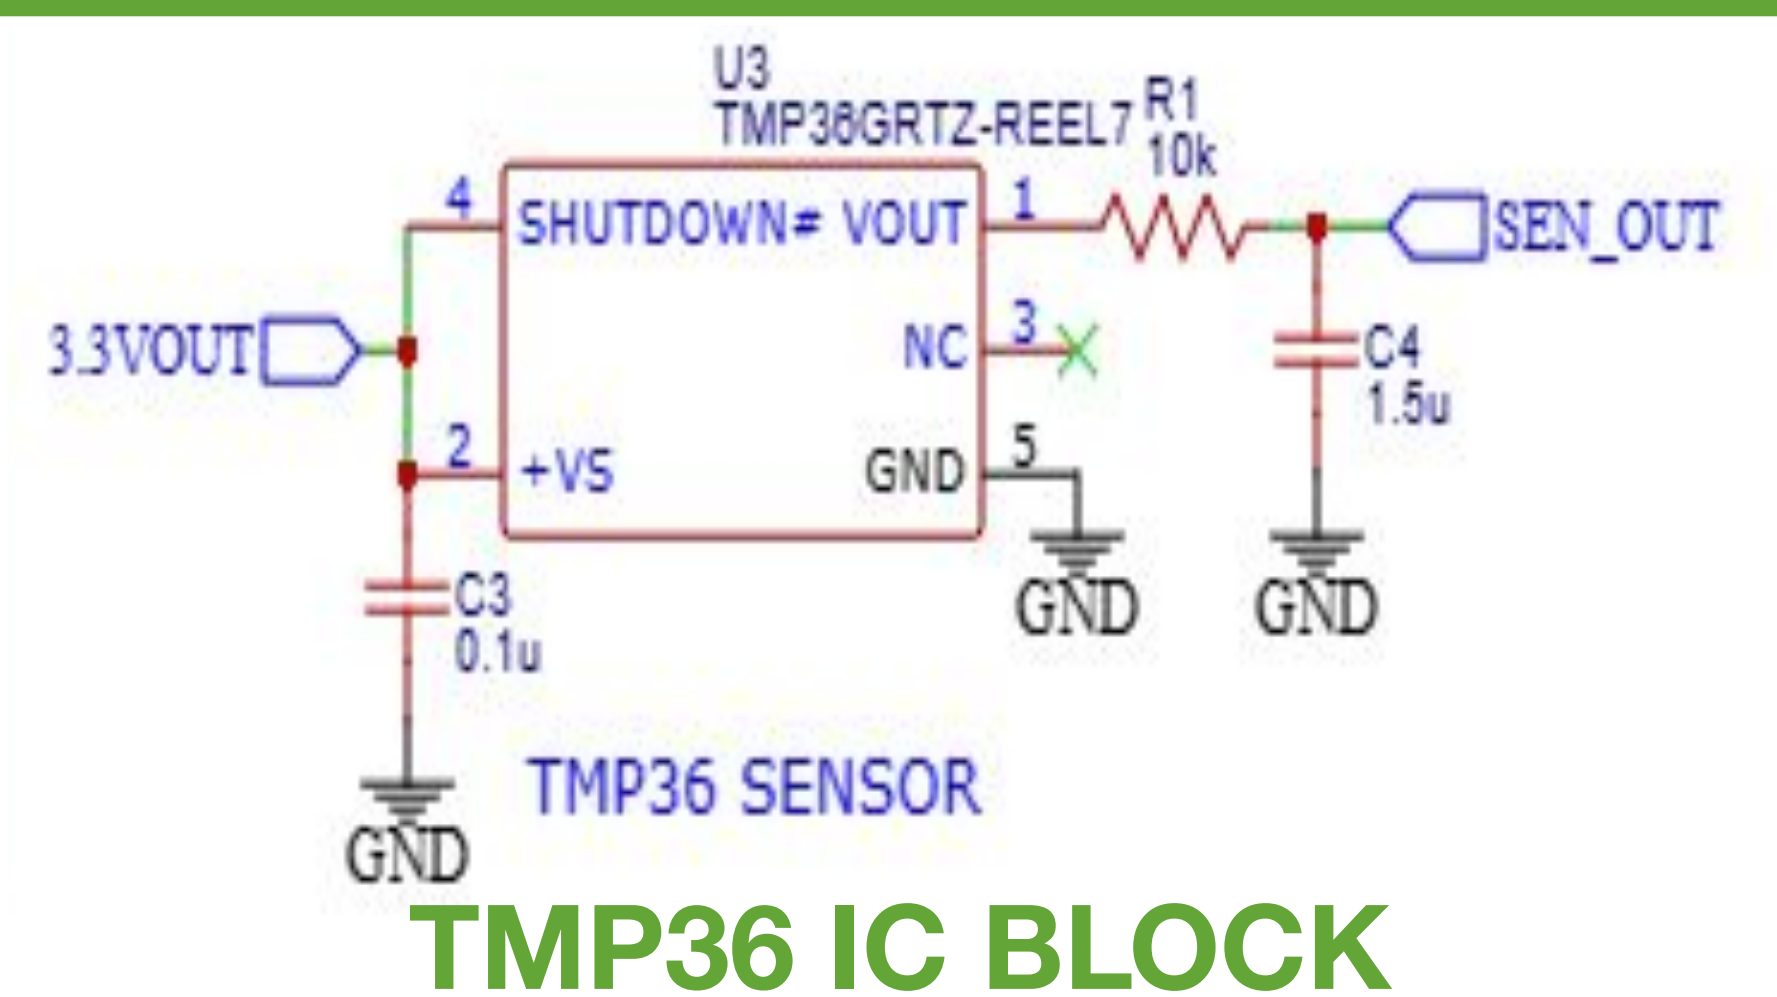 U3
TMP36GRTZ-REEL7
R1
10k
4
SHUTDOWN# VOUT
1
SEN_OUT
3.3VOUT
NC
3
C4
1.5u
2
+VS
GND
5
GND
GND
C3
0.1u
TMP36 SENSOR
GND
TMP36 IC BLOCK